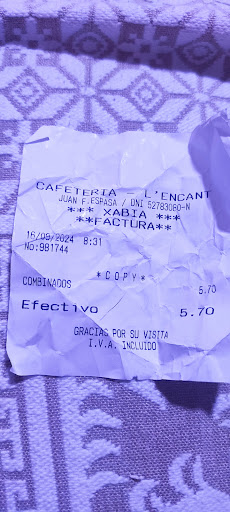 CAFETERIA - L'ENCANT
JUAN F.ESPASA / DNI 52783080-N
*** XABIA ***
**FACTURA**
16/09/2024 8:31
No:981744
*COPY*
COMBINADOS 5.70
Efectivo 5.70
GRACIAS POR SU VISITA
I.V.A. INCLUIDO